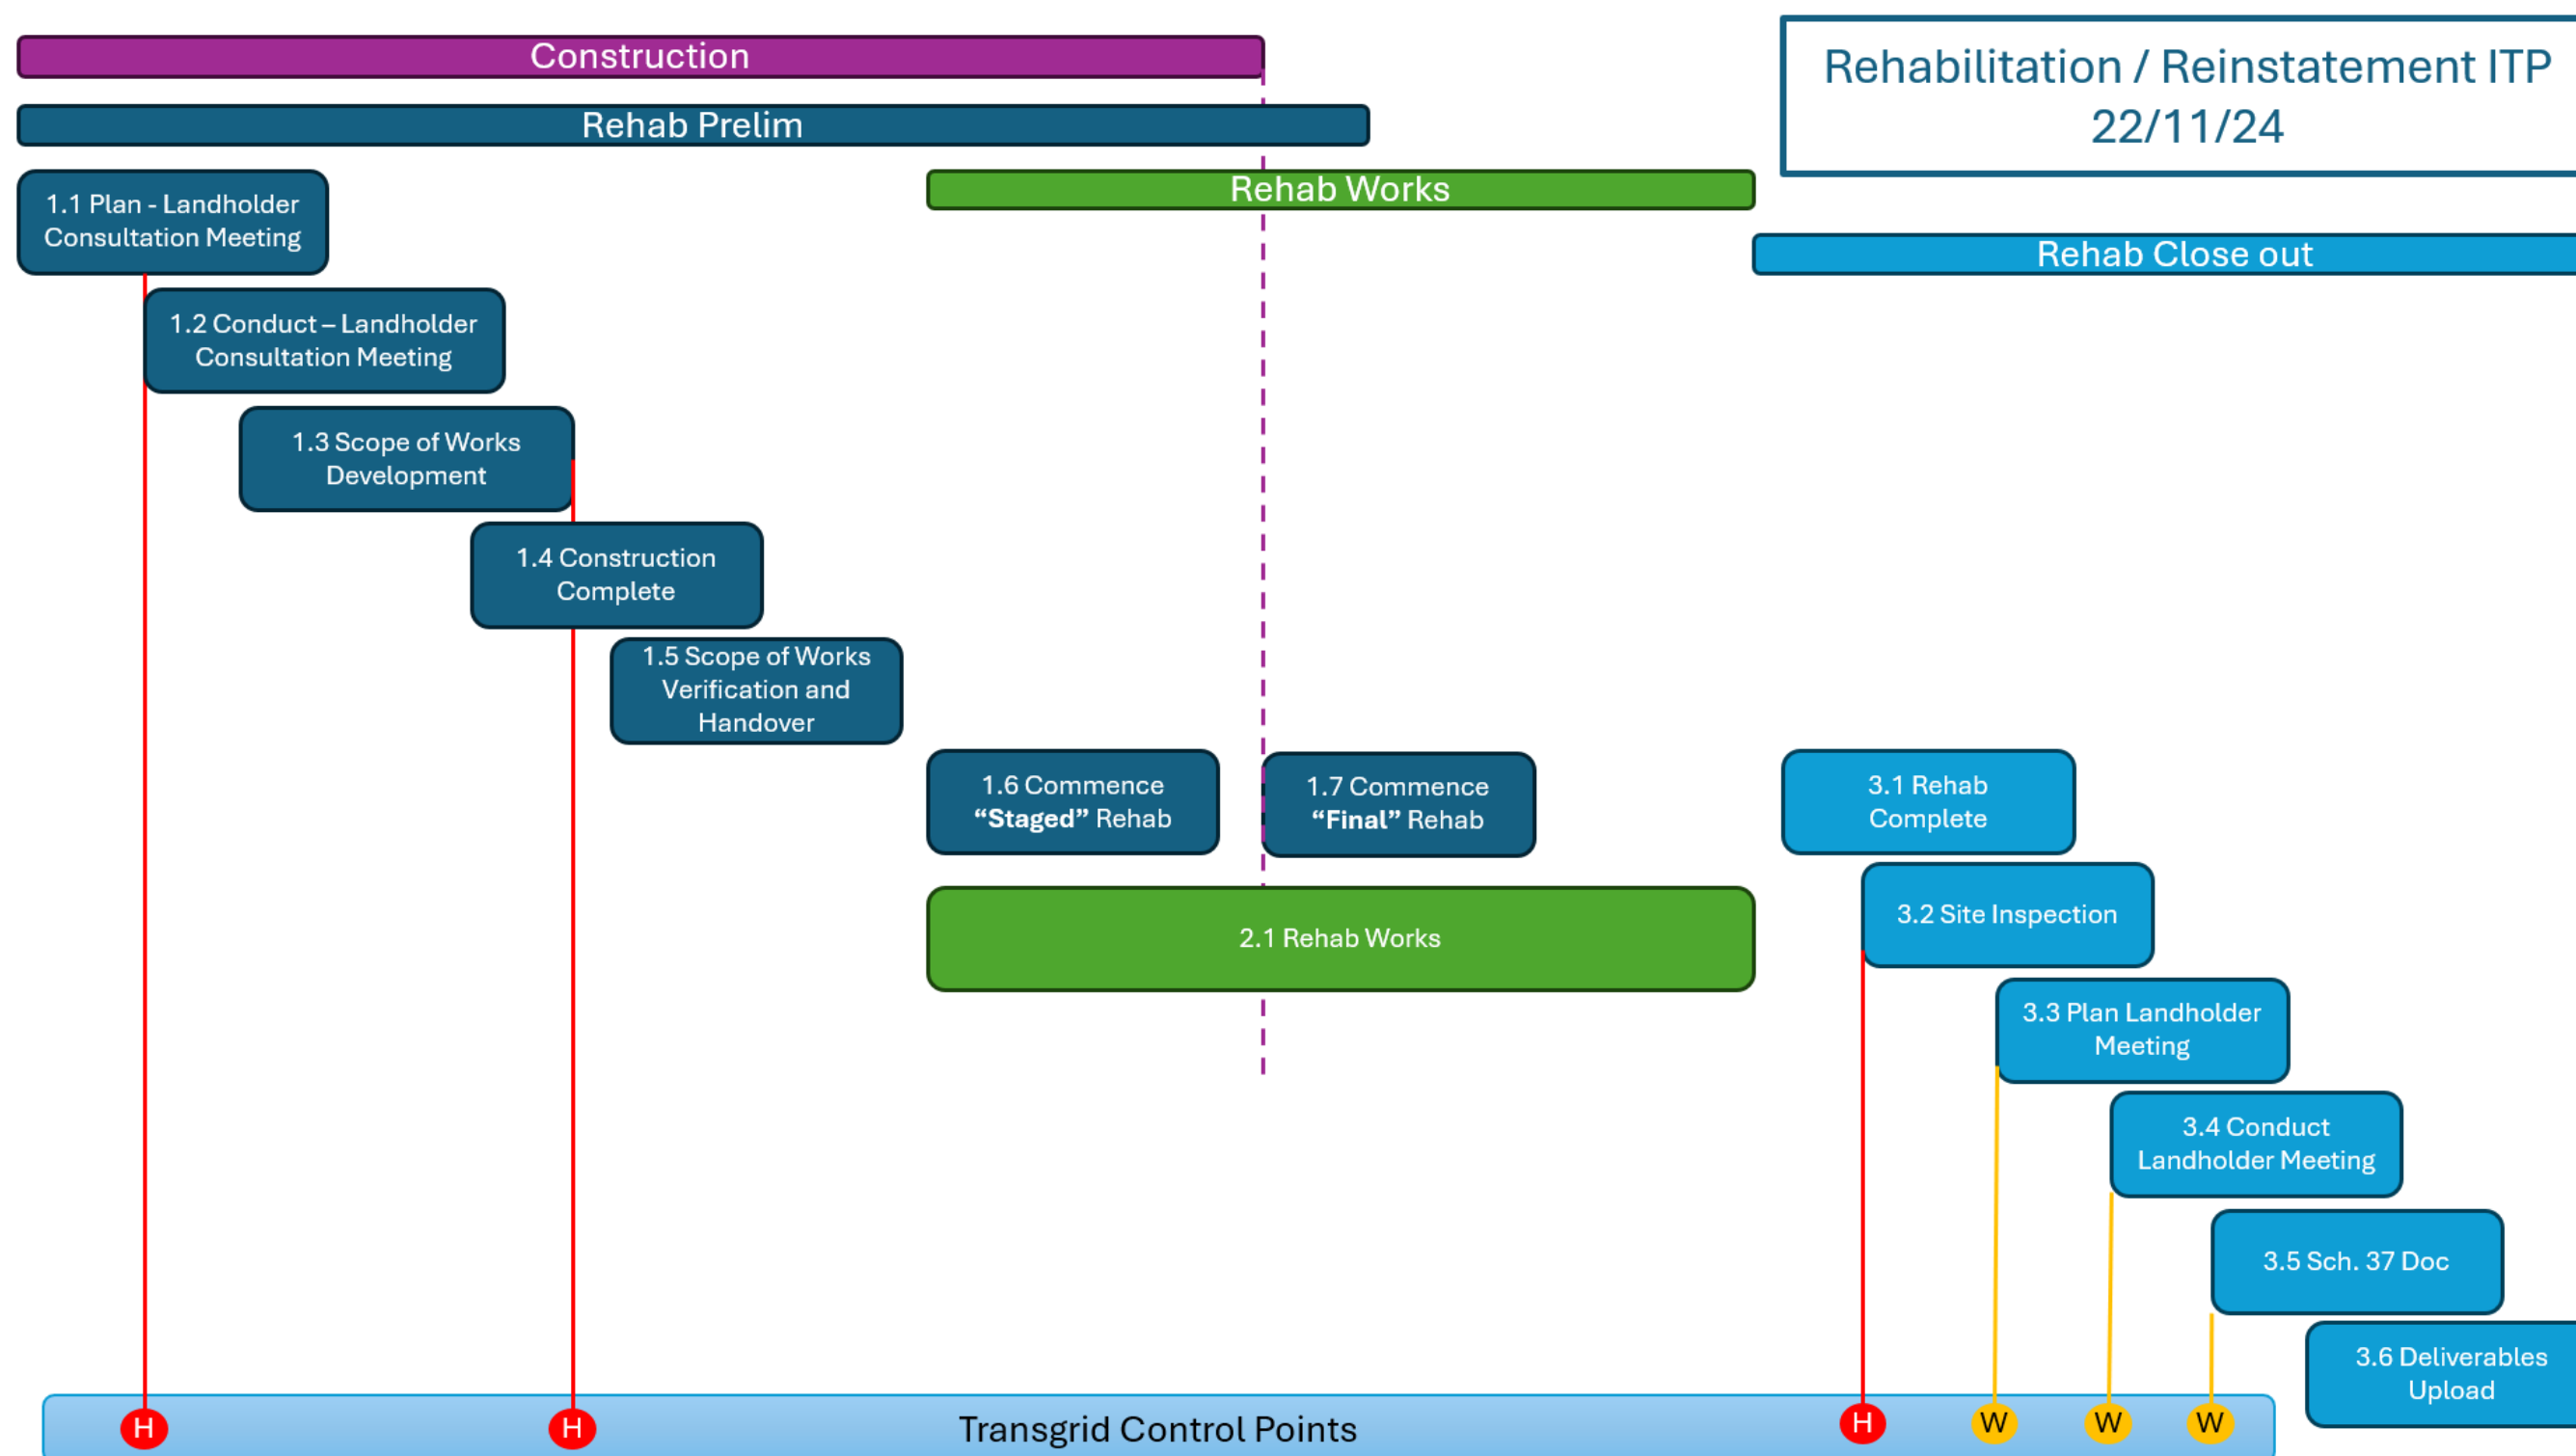 Construction
Rehabilitation / Reinstatement ITP
22/11/24
Rehab Prelim
Rehab Works
Rehab Close out
1.1 Plan - Landholder
Consultation Meeting
1.2 Conduct – Landholder
Consultation Meeting
1.3 Scope of Works
Development
1.4 Construction
Complete
1.5 Scope of Works
Verification and
Handover
1.6 Commence
“Staged” Rehab
1.7 Commence
“Final” Rehab
2.1 Rehab Works
3.1 Rehab
Complete
3.2 Site Inspection
3.3 Plan Landholder
Meeting
3.4 Conduct
Landholder Meeting
3.5 Sch. 37 Doc
3.6 Deliverables
Upload
H
H
Transgrid Control Points
H
W
W
W